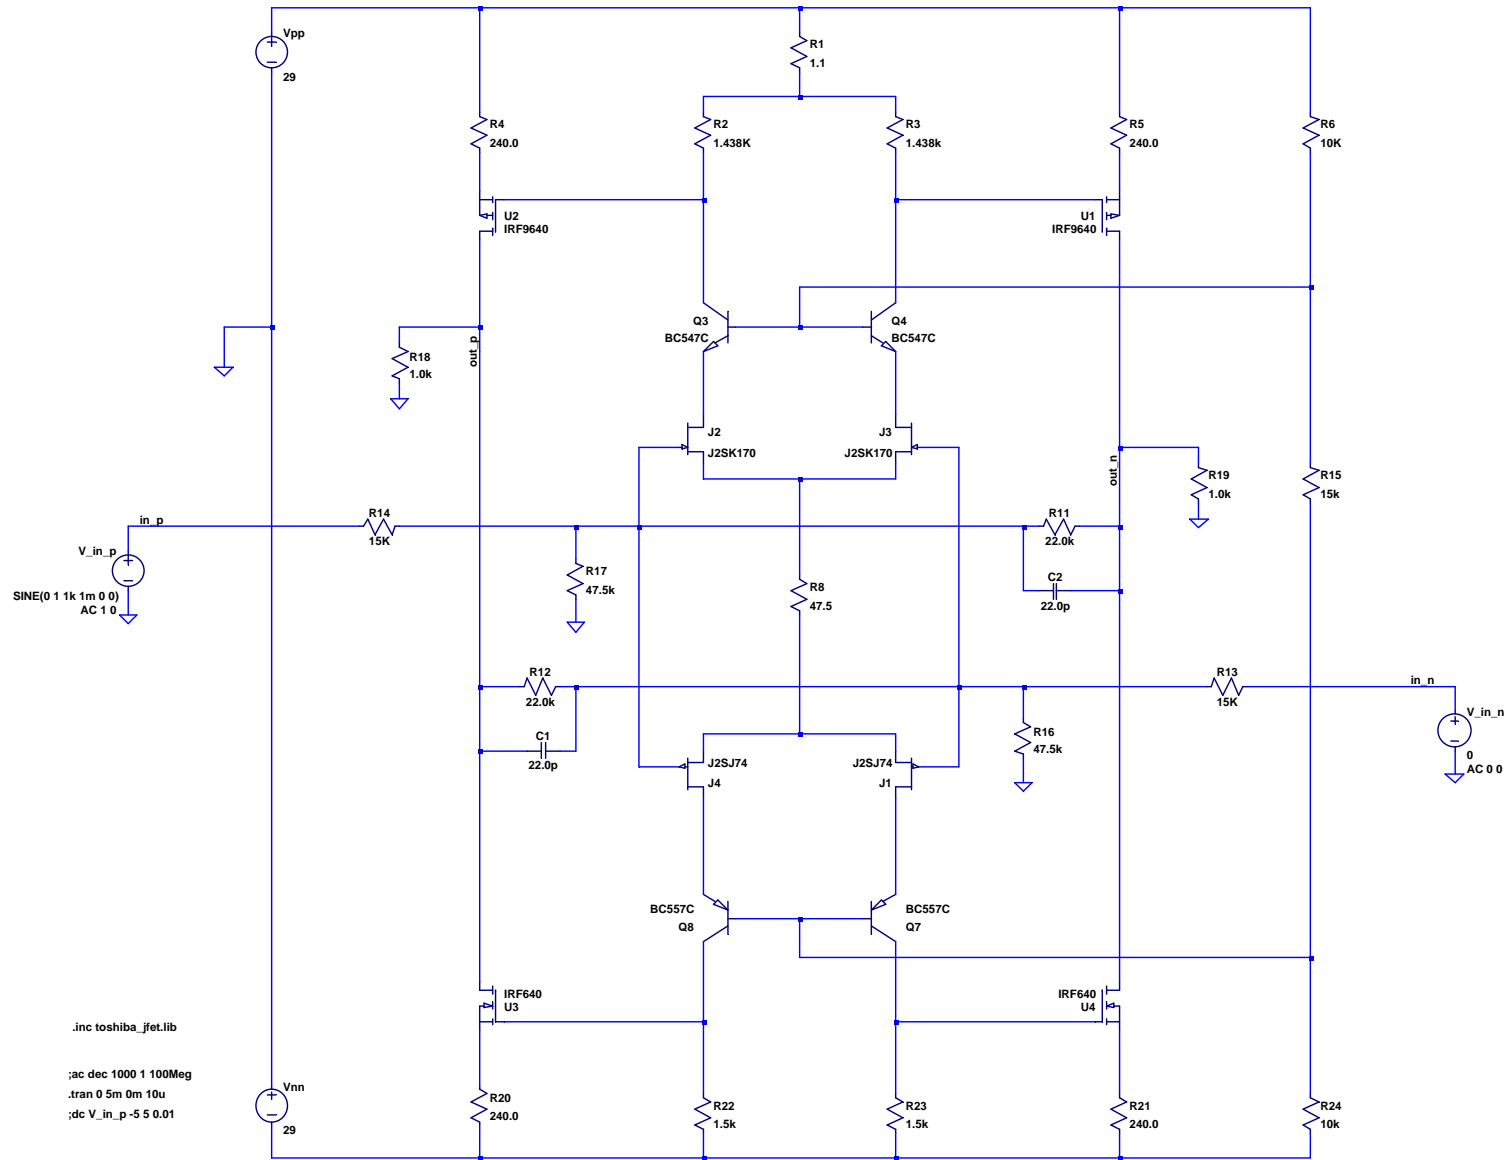 Vpp
29
R1
1.1
R4
240.0
R2
1.438K
R3
1.438k
R5
240.0
R6
10K
U2
IRF9640
U1
IRF9640
Q3
BC547C
Q4
BC547C
out_p
R18
1.0k
J2
J2SK170
J3
J2SK170
out_n
R19
1.0k
R15
15k
in_p
R14
15K
R11
22.0k
V_in_p
SINE(0 1 1k 1m 0 0)
AC 1 0
R17
47.5k
R8
47.5
C2
22.0p
R12
22.0k
R13
15K
in_n
V_in_n
0
AC 0 0
C1
22.0p
R16
47.5k
J2SJ74
J4
J2SJ74
J1
BC557C
Q8
BC557C
Q7
IRF640
U3
IRF640
U4
.inc toshiba_jfet.lib
;ac dec 1000 1 100Meg
.tran 0 5m 0m 10u
;dc V_in_p -5 5 0.01
Vnn
29
R20
240.0
R22
1.5k
R23
1.5k
R21
240.0
R24
10k